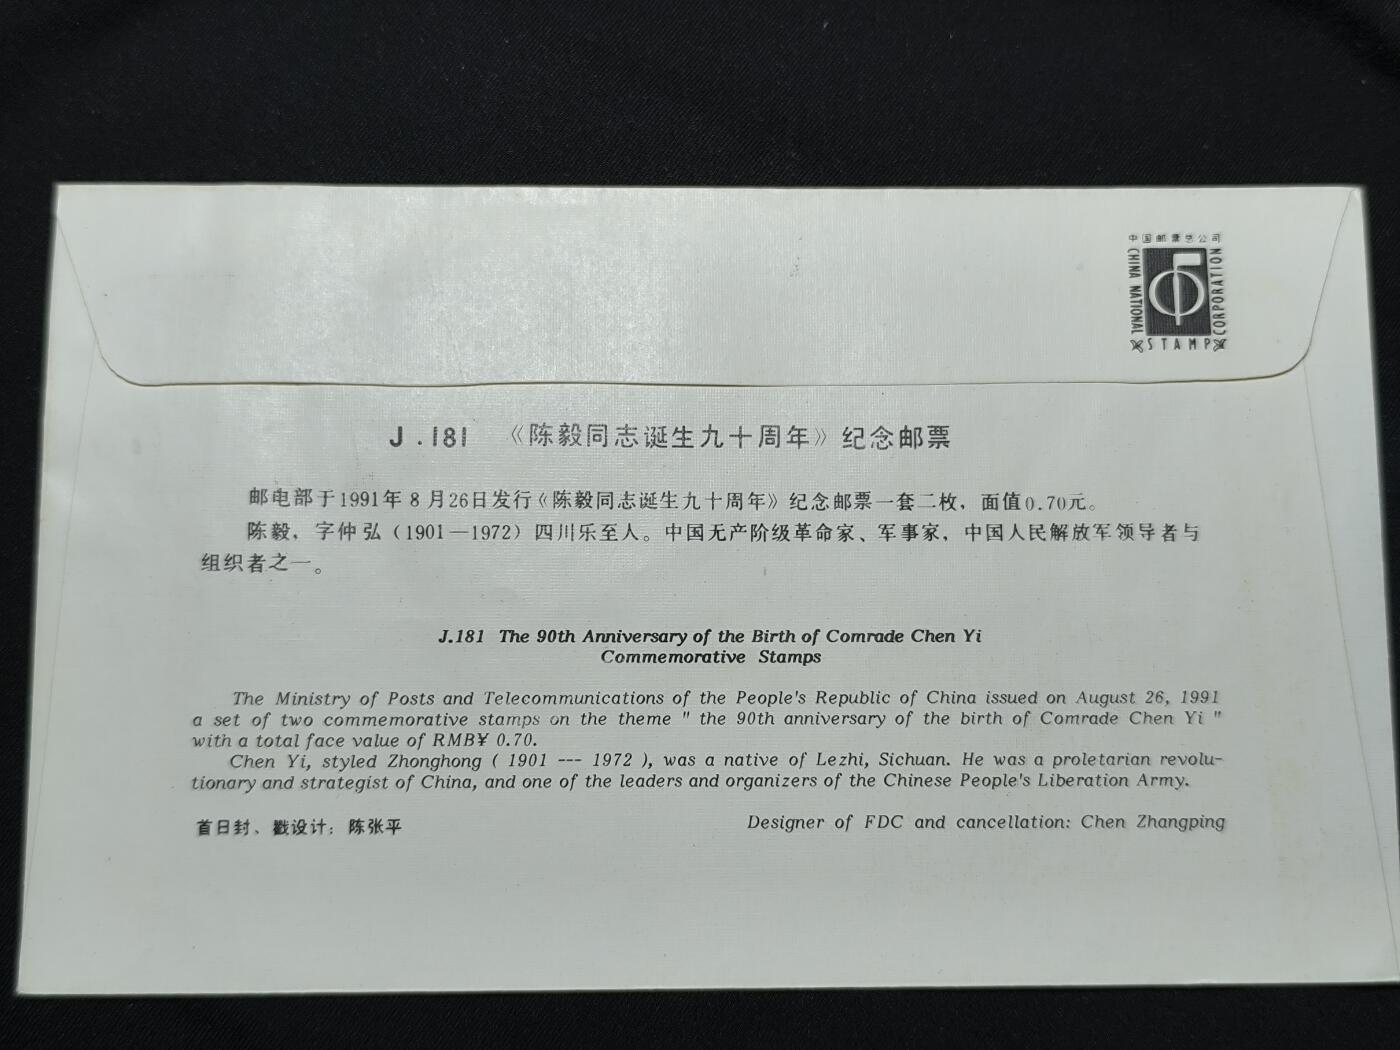 中国邮票总公司
CHINA NATIONAL
STAMP
CORPORATION
J.181 《陈毅同志诞生九十周年》纪念邮票
邮电部于1991年8月26日发行《陈毅同志诞生九十周年》纪念邮票一套二枚，面值0.70元。
陈毅，字仲弘（1901—1972）四川乐至人。中国无产阶级革命家、军事家，中国人民解放军领导者与
组织者之一。
J.181 The 90th Anniversary of the Birth of Comrade Chen Yi
Commemorative Stamps
The Ministry of Posts and Telecommunications of the People's Republic of China issued on August 26, 1991
a set of two commemorative stamps on the theme " the 90th anniversary of the birth of Comrade Chen Yi "
with a total face value of RMB¥ 0.70.
Chen Yi, styled Zhonghong ( 1901 --- 1972 ), was a native of Lezhi, Sichuan. He was a proletarian revolu-
tionary and strategist of China, and one of the leaders and organizers of the Chinese People's Liberation Army.
首日封、戳设计：陈张平
Designer of FDC and cancellation: Chen Zhangping